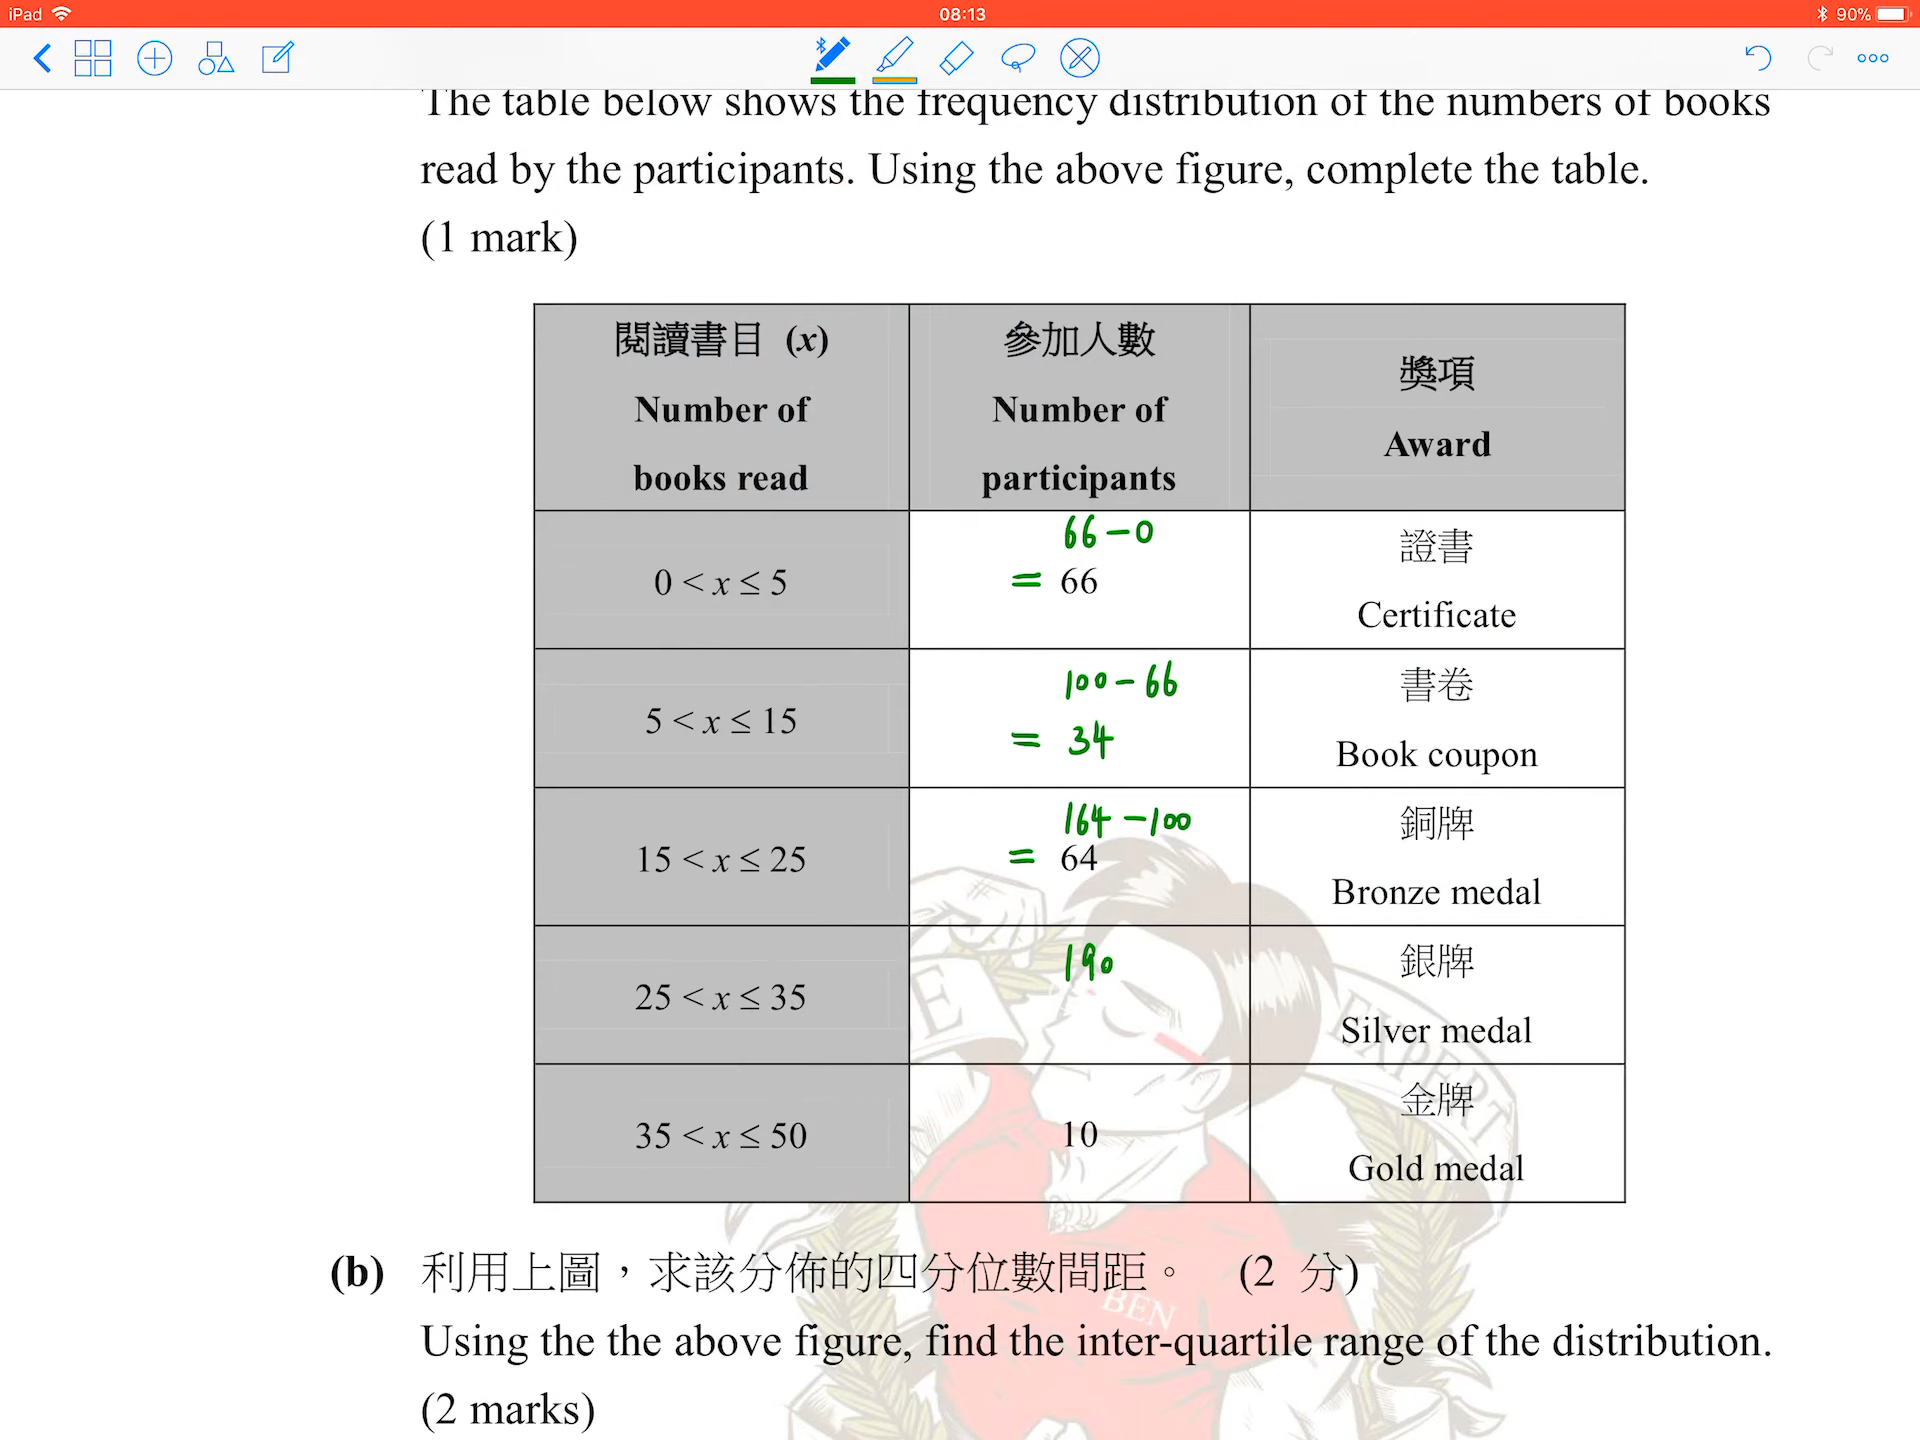 iPad 08:13 90%
The table below shows the frequency distribution of the numbers of books
read by the participants. Using the above figure, complete the table.
(1 mark)
閱讀書目 (x)
Number of
books read
參加人數
Number of
participants
獎項
Award
0 < x ≤ 5
66 - 0
= 66
證書
Certificate
5 < x ≤ 15
100 - 66
= 34
書卷
Book coupon
15 < x ≤ 25
164 - 100
= 64
銅牌
Bronze medal
25 < x ≤ 35
190
銀牌
Silver medal
35 < x ≤ 50
10
金牌
Gold medal
EXPERT
BEN
(b) 利用上圖，求該分佈的四分位數間距。 (2 分)
Using the the above figure, find the inter-quartile range of the distribution.
(2 marks)